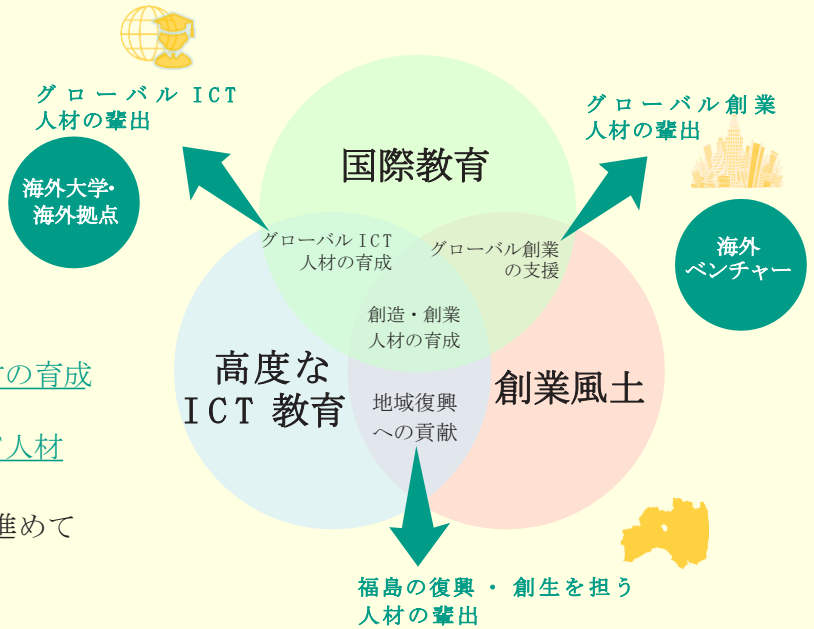 グローバル ICT
人材の輩出
海外大学・
海外拠点
国際教育
グローバル創業
人材の輩出
海外
ベンチャー
グローバル ICT
人材の育成
グローバル創業
の支援
創造・創業
人材の育成
高度な
ICT 教育
創業風土
地域復興
への貢献
の育成
人材
進めて
福島の復興・創生を担う
人材の輩出